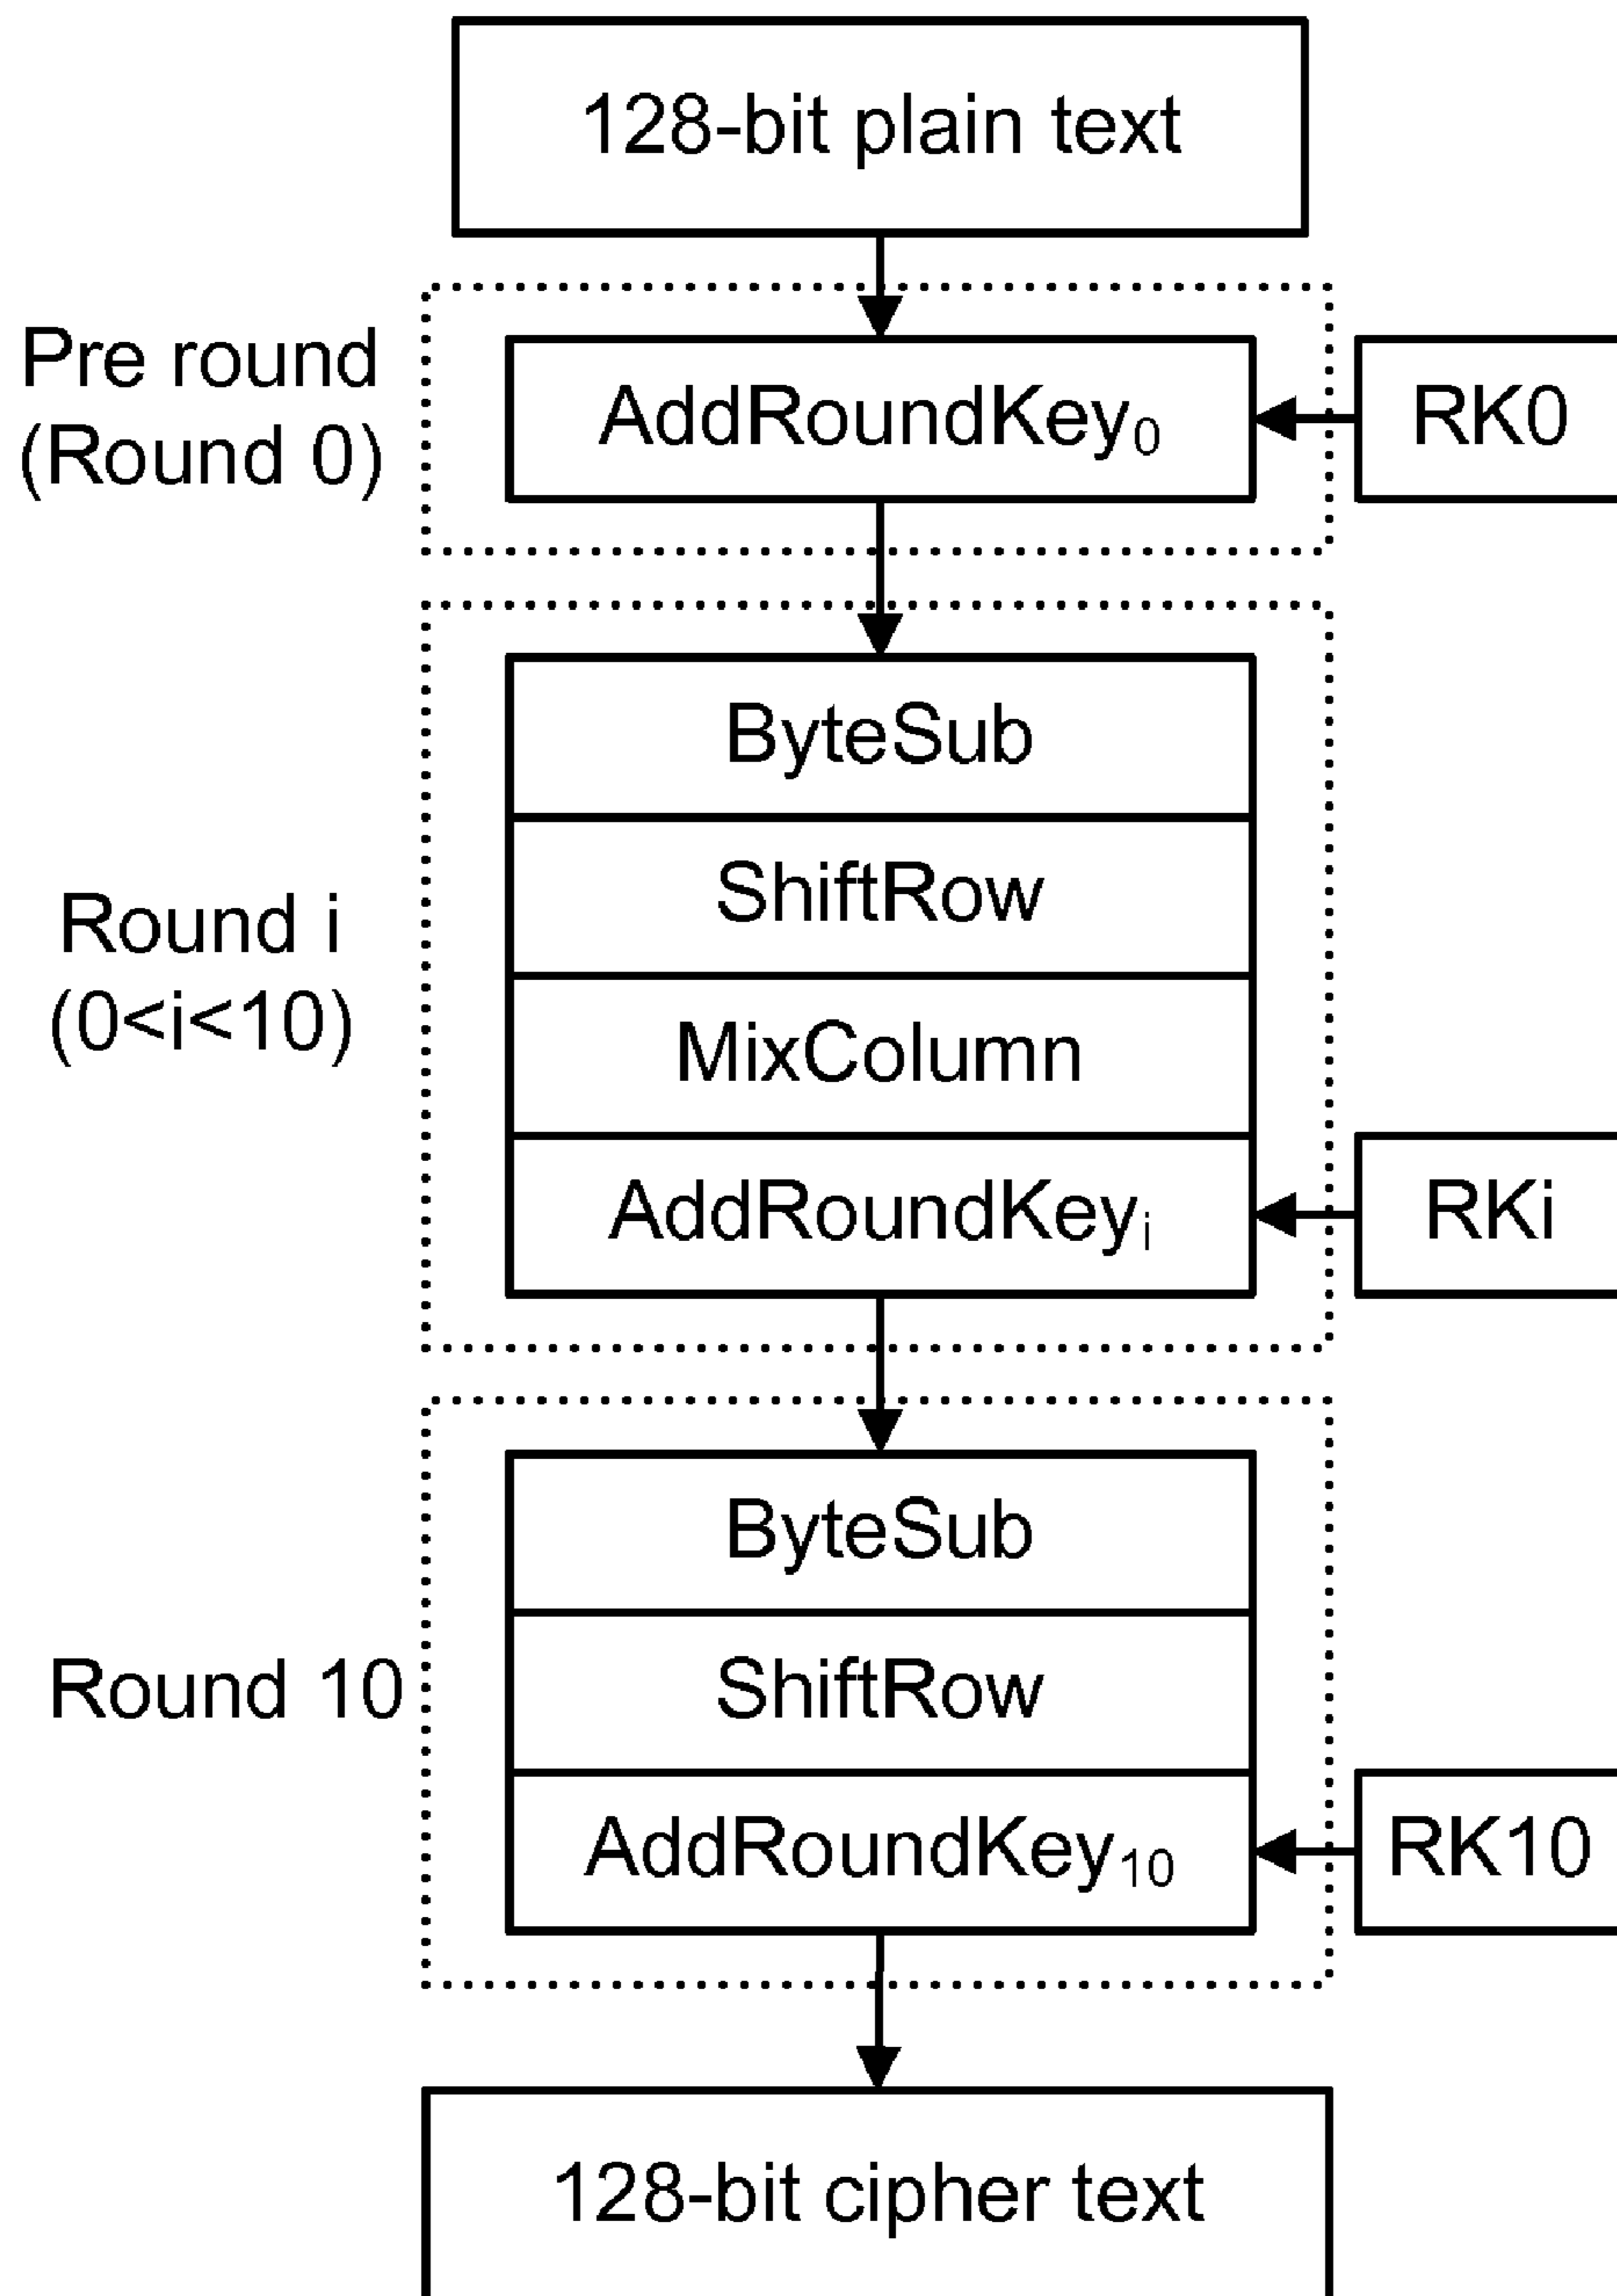 128-bit plain text
Pre round
(Round 0)
AddRoundKey0
RK0
ByteSub
ShiftRow
Round i
(0<i<10)
MixColumn
AddRoundKeyi
RKi
ByteSub
ShiftRow
Round 10
AddRoundKey10
RK10
128-bit cipher text